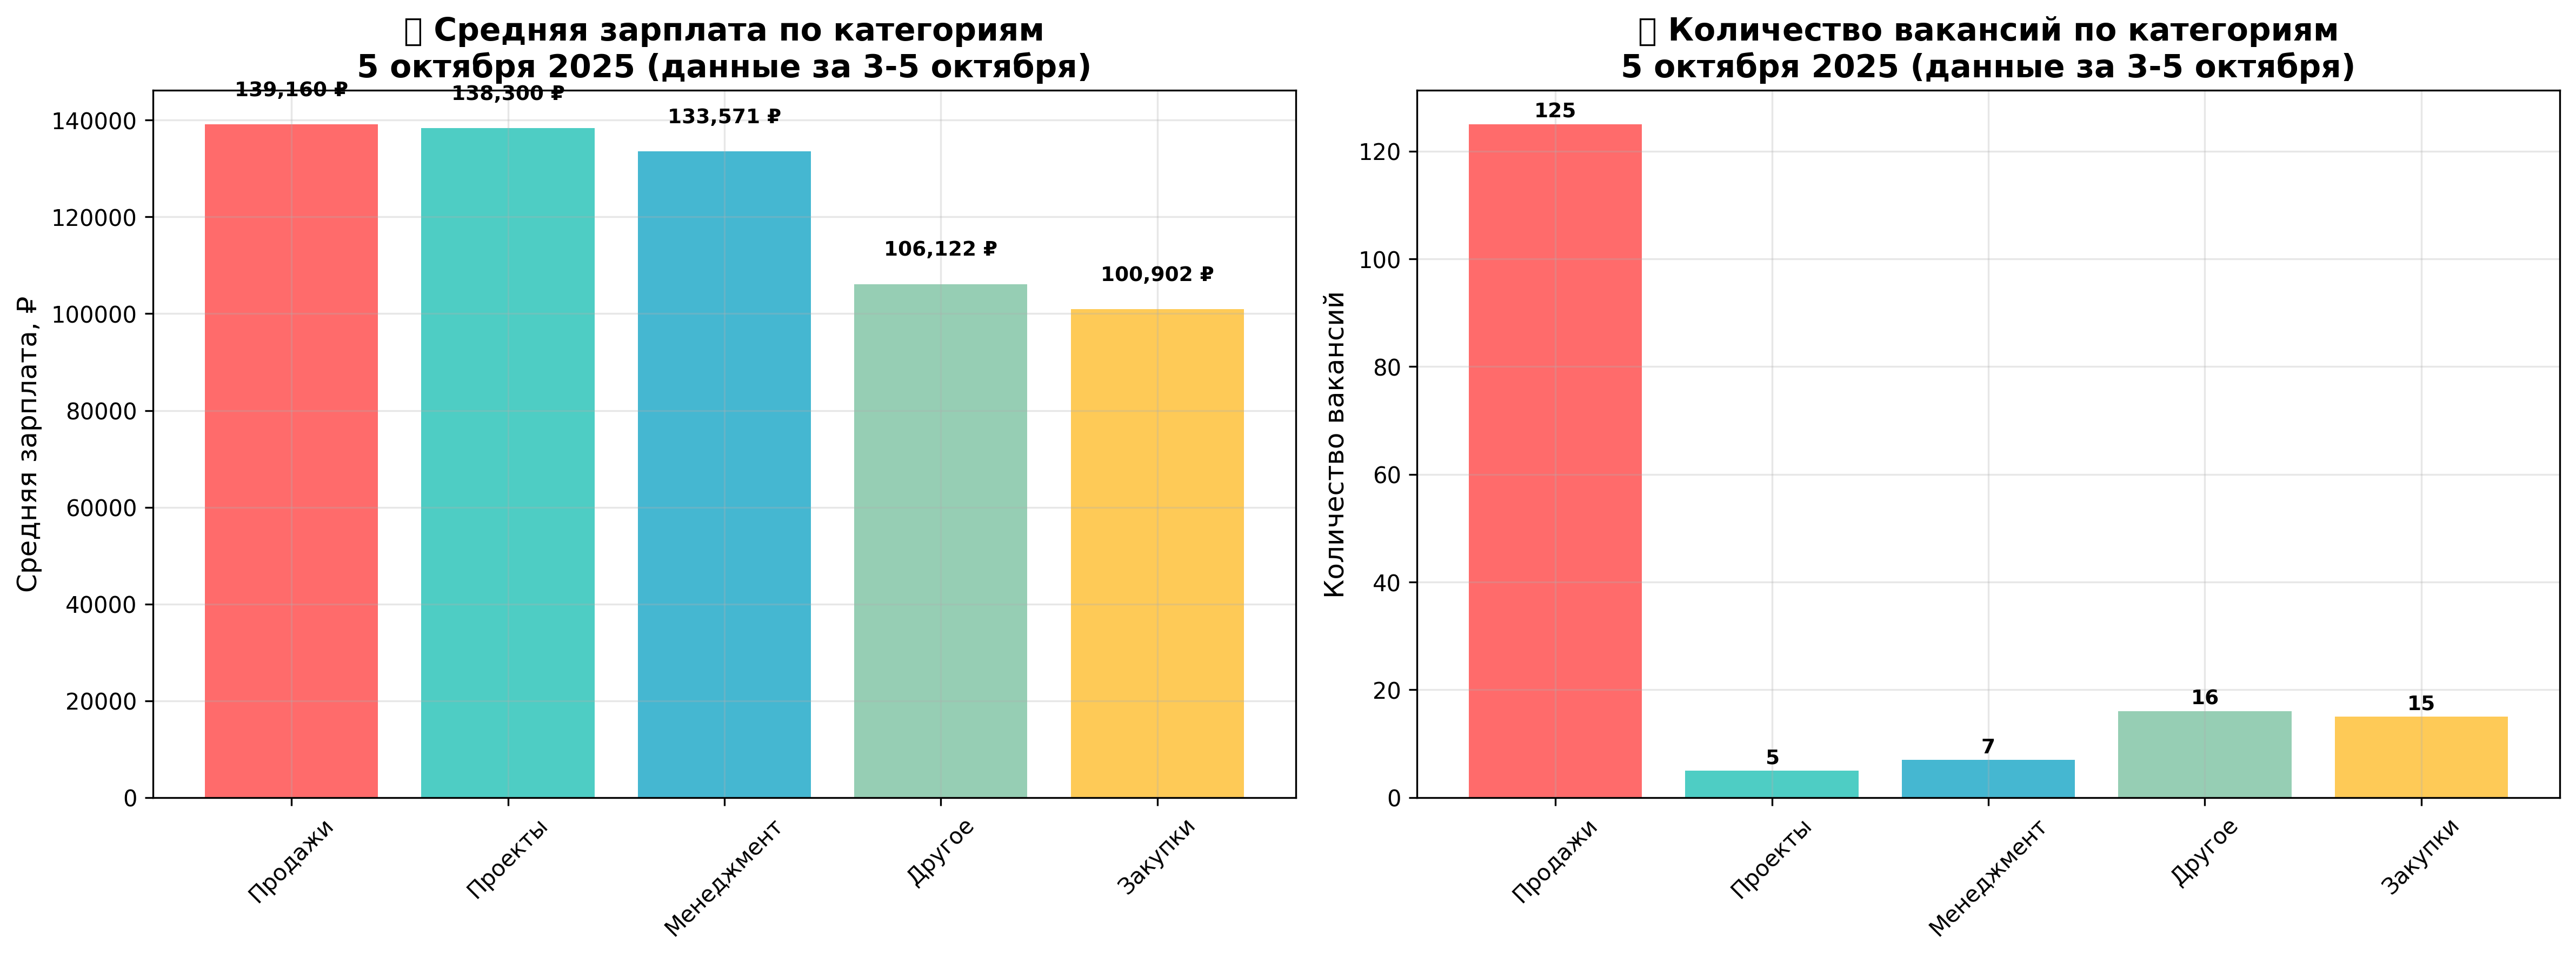 Средняя зарплата по категориям
5 октября 2025 (данные за 3-5 октября)
139,160 ₽
138,300 ₽
133,571 ₽
106,122 ₽
100,902 ₽
Средняя зарплата, ₽
140000
120000
100000
80000
60000
40000
20000
0
Продажи
Проекты
Менеджмент
Другое
Закупки
Количество вакансий по категориям
5 октября 2025 (данные за 3-5 октября)
125
5
7
16
15
Количество вакансий
120
100
80
60
40
20
0
Продажи
Проекты
Менеджмент
Другое
Закупки